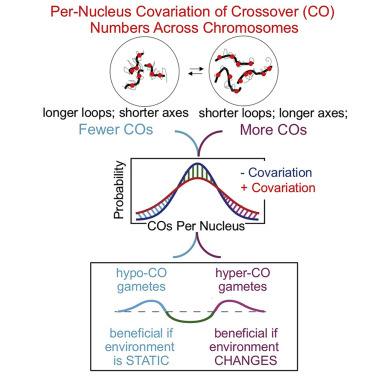 Per-Nucleus Covariation of Crossover (CO)
Numbers Across Chromosomes
longer loops; shorter axes
shorter loops; longer axes;
Fewer COs
More COs
Probability
- Covariation
+ Covariation
COs Per Nucleus
hypo-CO
gametes
hyper-CO
gametes
beneficial if
environment
is STATIC
beneficial if
environment
CHANGES